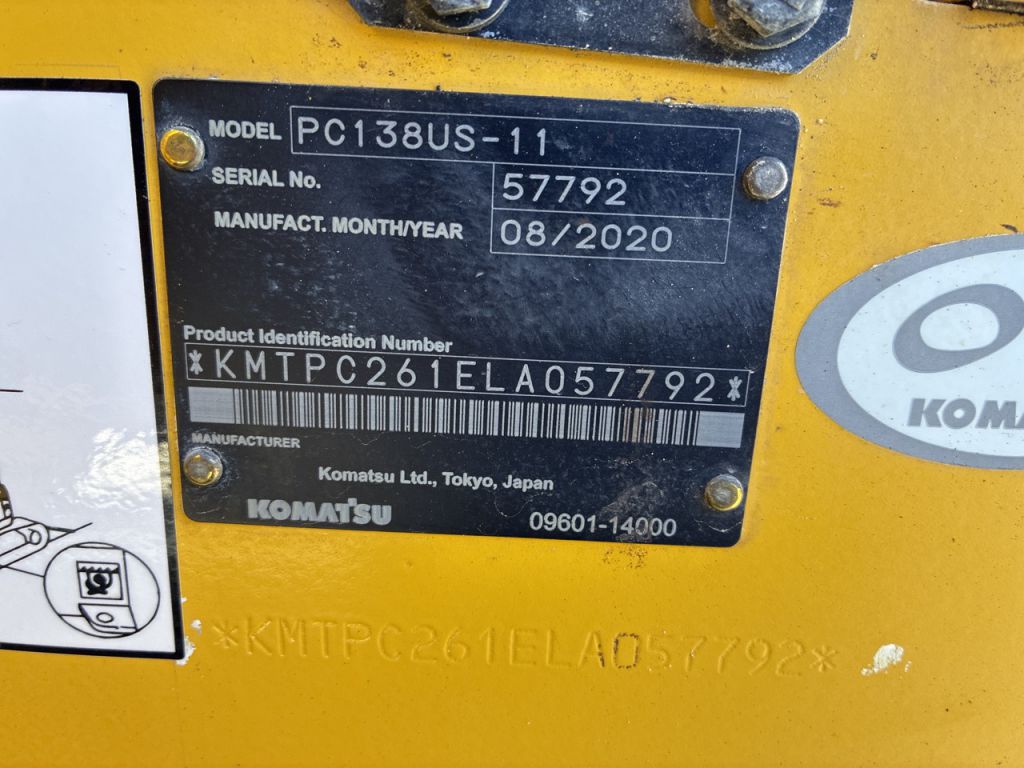 MODEL PC138US-11
SERIAL No. 57792
MANUFACT. MONTH/YEAR 08/2020
Product Identification Number
*KMTPC261ELA057792*
MANUFACTURER
Komatsu Ltd., Tokyo, Japan
KOMATSU 09601-14000
*KMTPC261ELA057792*
KOMA